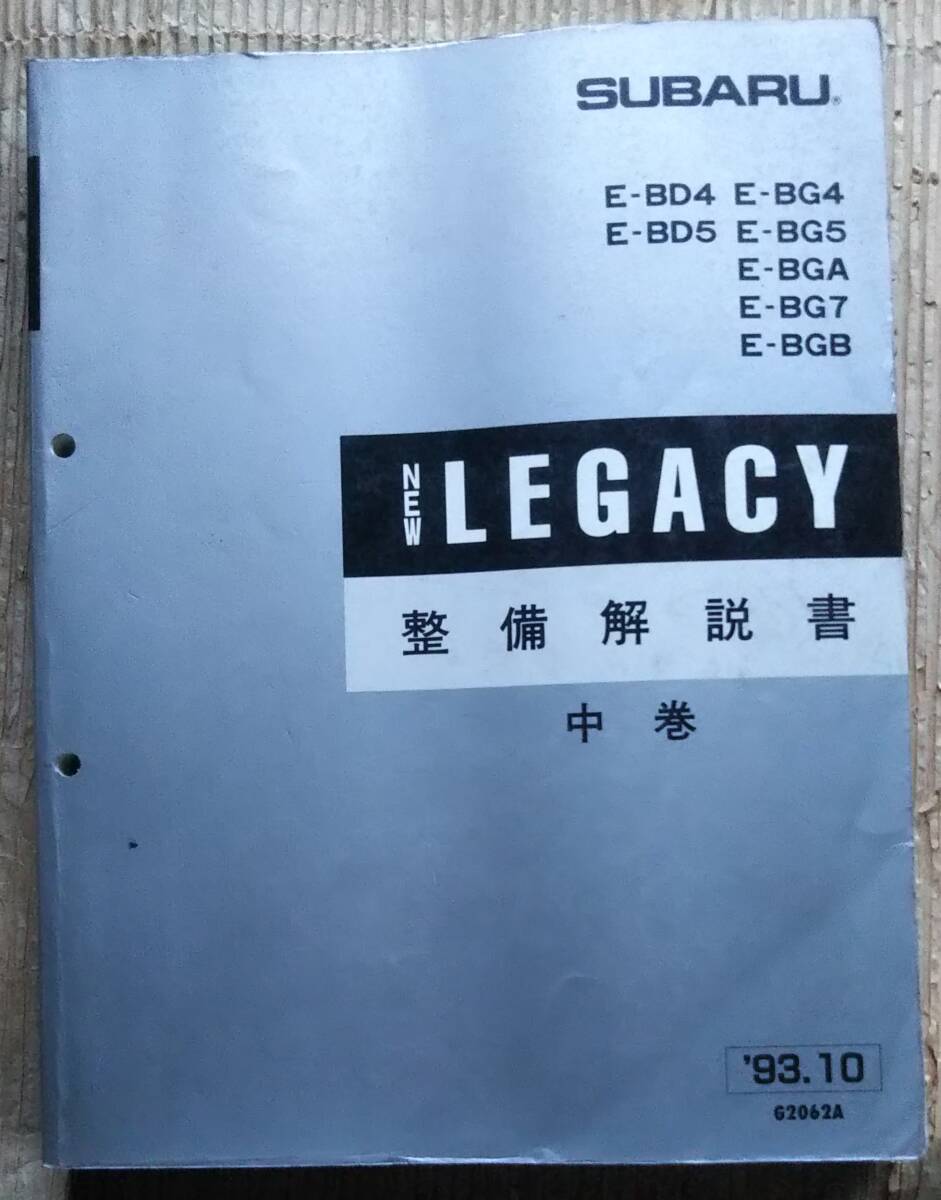 SUBARU®
E-BD4 E-BG4
E-BD5 E-BG5
E-BGA
E-BG7
E-BGB
NEW LEGACY
整備解説書
中巻
'93.10
G2062A